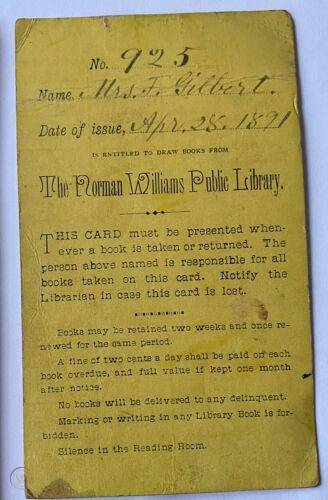 No. 925
Name, Mrs. F. Gilbert.
Date of issue, Apr. 28. 1891
IS ENTITLED TO DRAW BOOKS FROM
The Norman Williams Public Library.
THIS CARD must be presented when-
ever a book is taken or returned. The
person above named is responsible for all
books taken on this card. Notify the
Librarian in case this card is lost.
Books may be retained two weeks and once re-
newed for the same period.
A fine of two cents a day shall be paid on each
book overdue, and full value if kept one month
after notice.
No books will be delivered to any delinquent.
Marking or writing in any Library Book is for-
bidden.
Silence in the Reading Room.